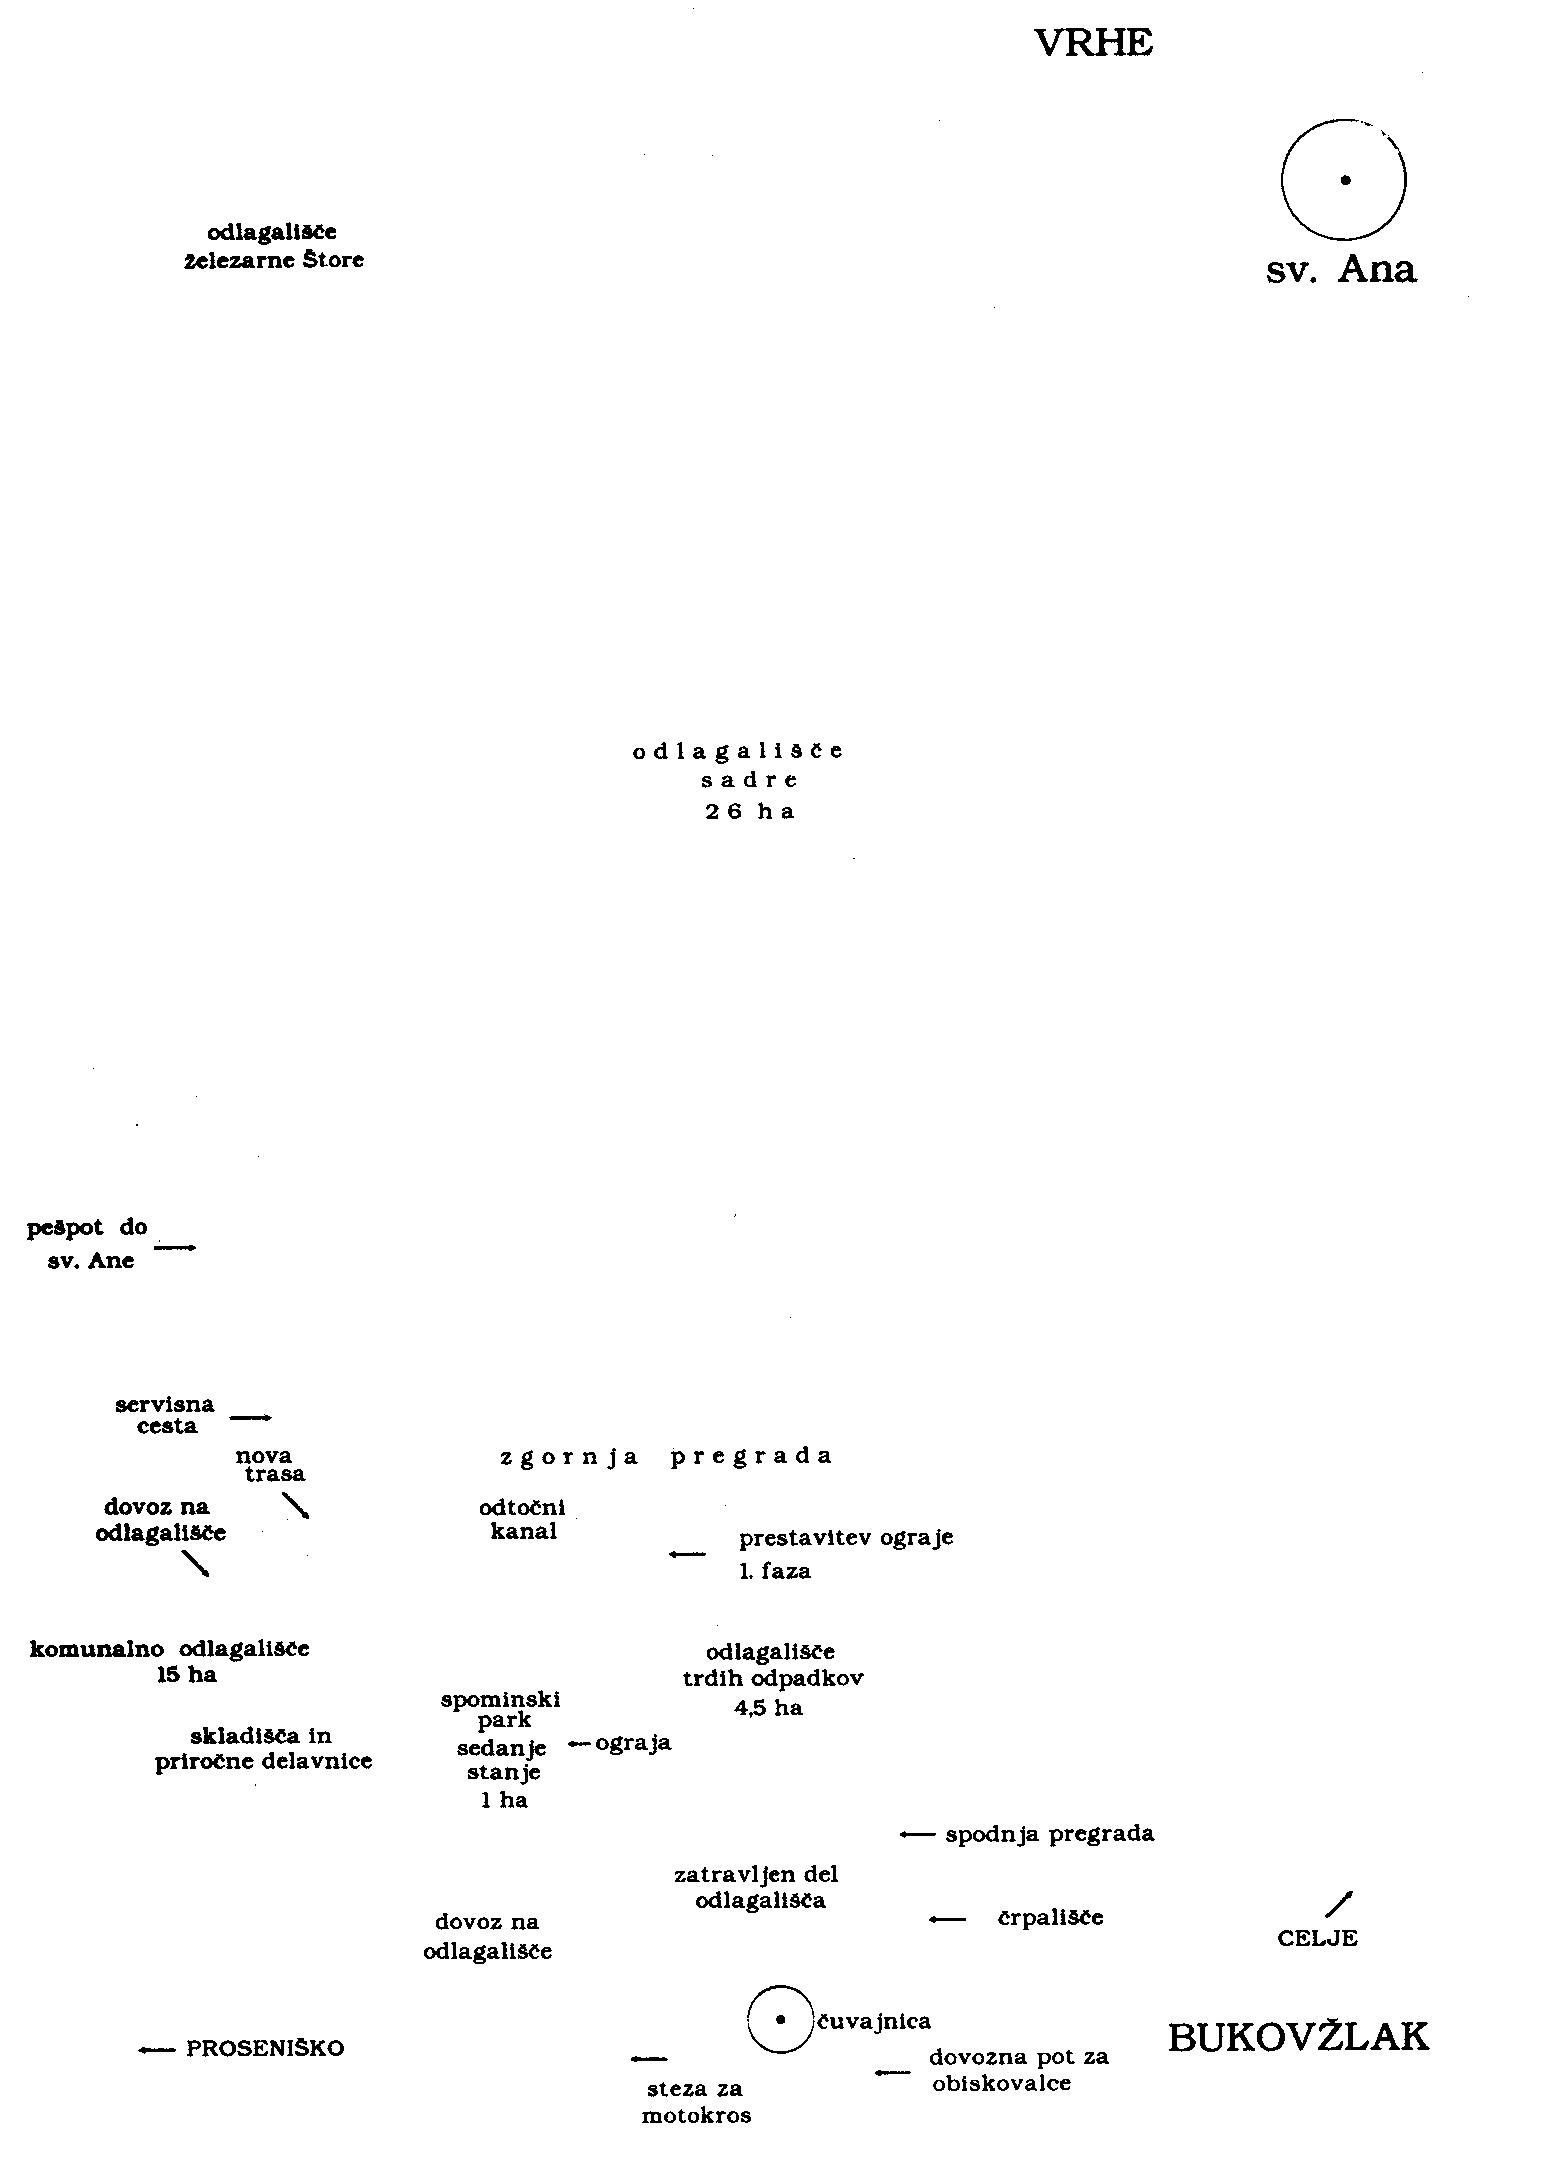 VRHE
sv. Ana
odlagališče
železarne Štore
odlagališče
sadre
26 ha
pešpot do
sv. Ane
servisna
cesta
nova
trasa
zgornja pregrada
dovoz na
odlagališče
odtočni
kanal
prestavitev ograje
1. faza
komunalno odlagališče
15 ha
odlagališče
trdih odpadkov
4,5 ha
spominski
park
sedanje
stanje
1 ha
ograja
skladišča in
priročne delavnice
spodnja pregrada
zatravljen del
odlagališča
črpališče
dovoz na
odlagališče
CELJE
čuvajnica
PROSENIŠKO
BUKOVŽLAK
dovozna pot za
obiskovalce
steza za
motokros